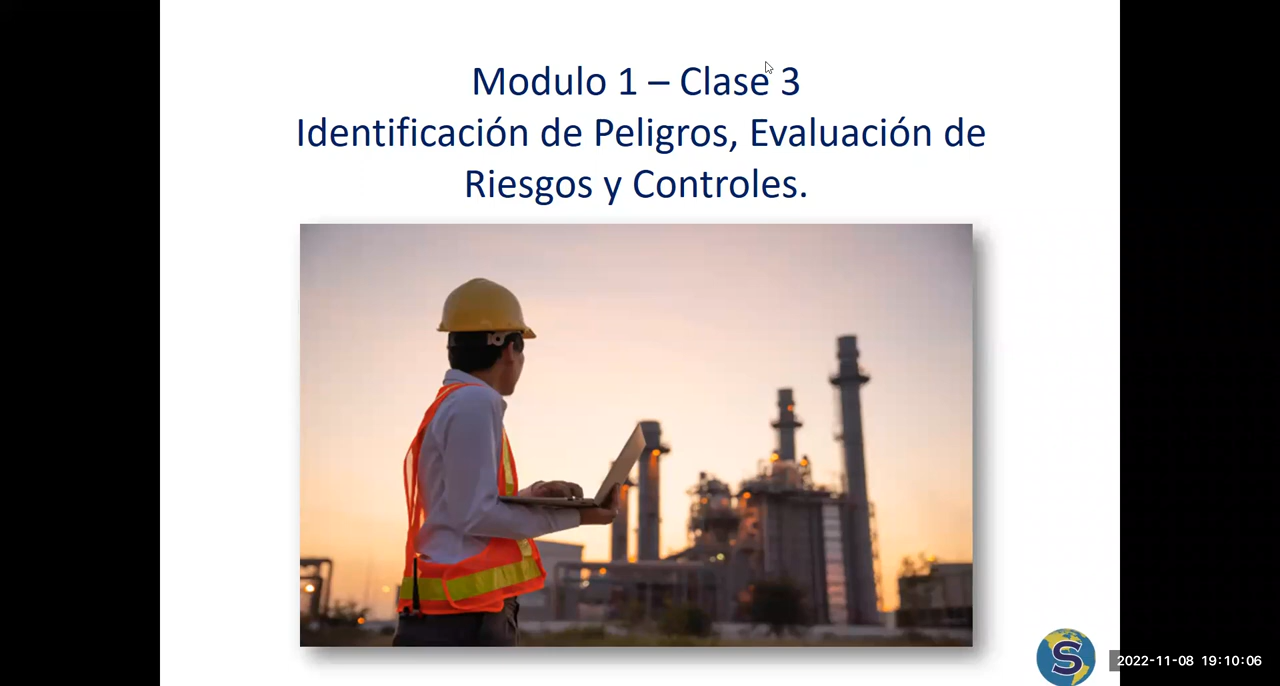 Modulo 1 – Clase 3
Identificación de Peligros, Evaluación de
Riesgos y Controles.
S
2022-11-08 19:10:06